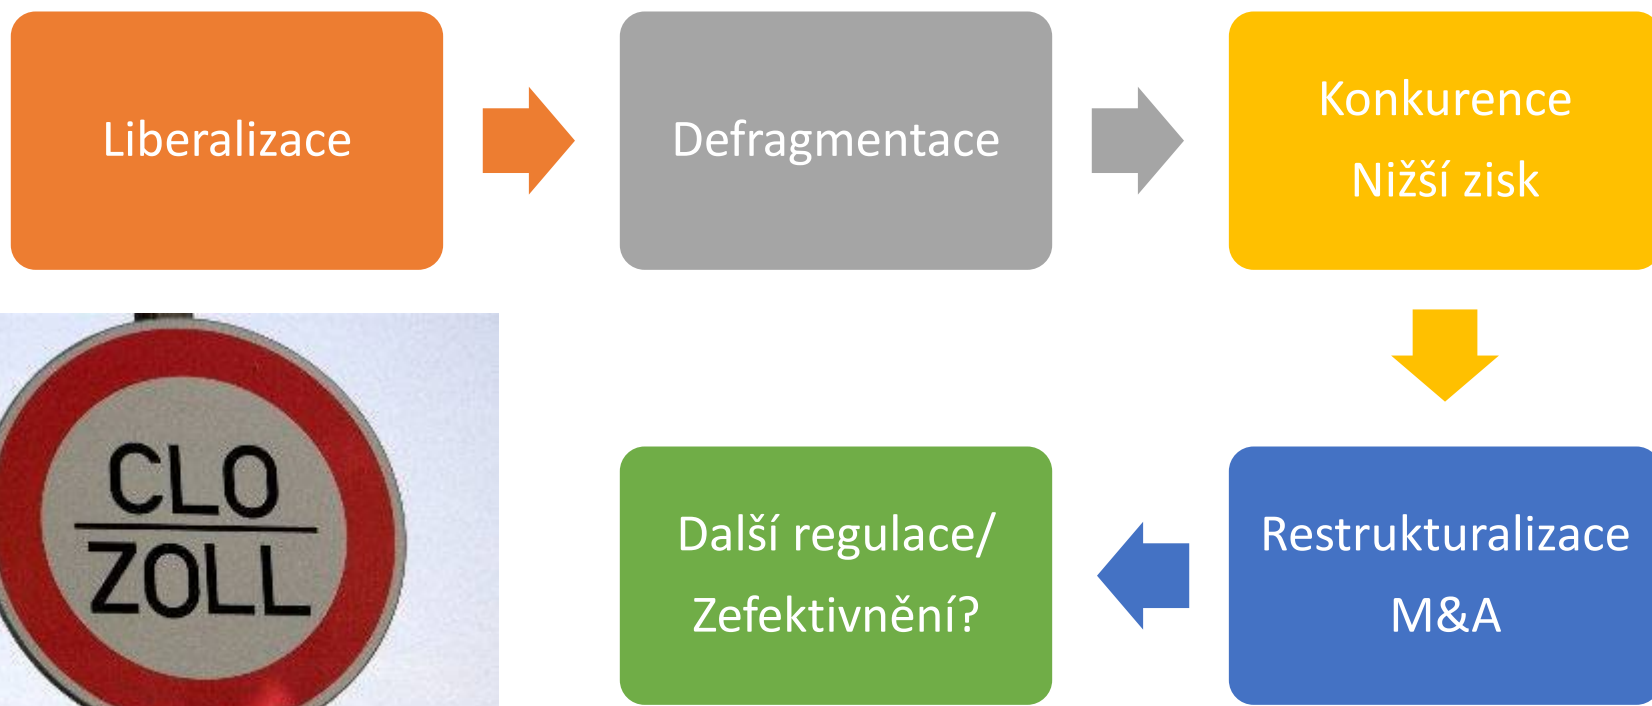 Liberalizace
Defragmentace
Konkurence
Nižší zisk
Restrukturalizace
M&A
Další regulace/
Zefektivnění?
CLO
ZOLL